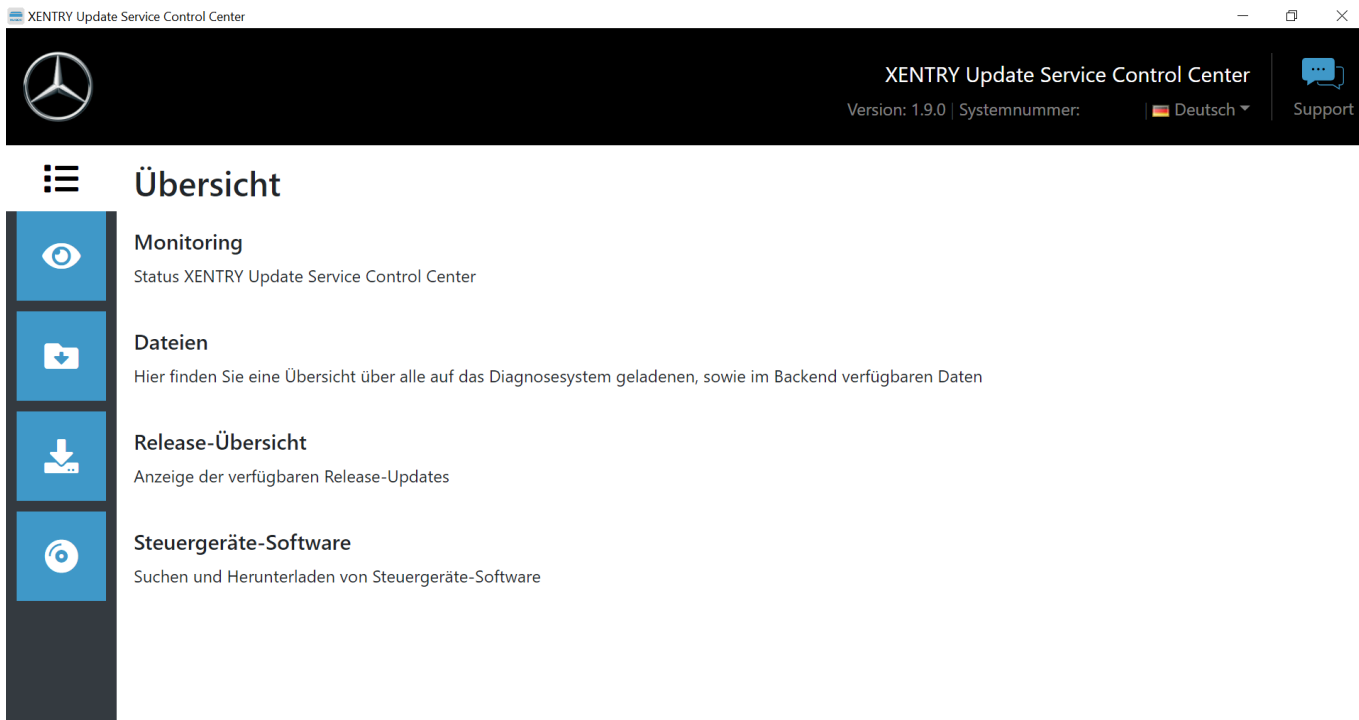 XENTRY Update Service Control Center
XENTRY Update Service Control Center
Version: 1.9.0 | Systemnummer: | Deutsch
Support
Übersicht
Monitoring
Status XENTRY Update Service Control Center
Dateien
Hier finden Sie eine Übersicht über alle auf das Diagnosesystem geladenen, sowie im Backend verfügbaren Daten
Release-Übersicht
Anzeige der verfügbaren Release-Updates
Steuergeräte-Software
Suchen und Herunterladen von Steuergeräte-Software